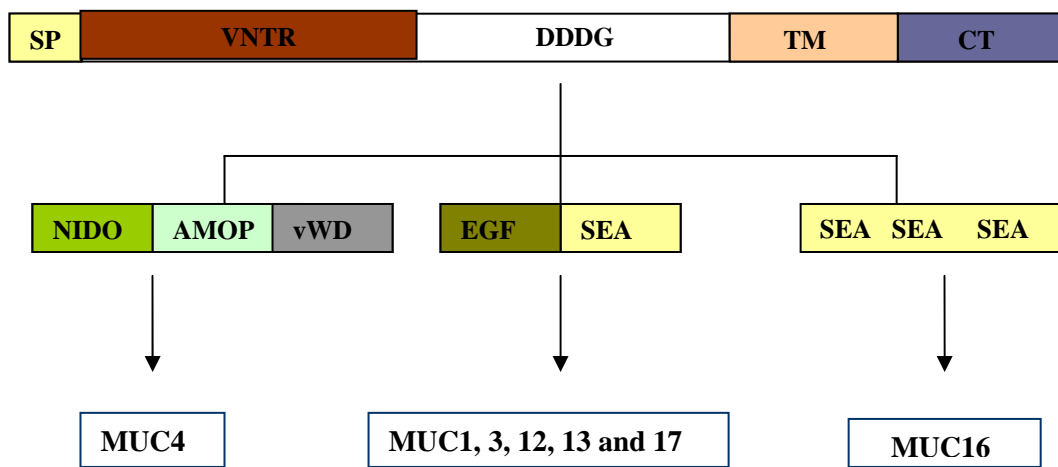 SP VNTR DDDG TM CT
NIDO AMOP vWD EGF SEA SEA SEA SEA
MUC4 MUC1, 3, 12, 13 and 17 MUC16